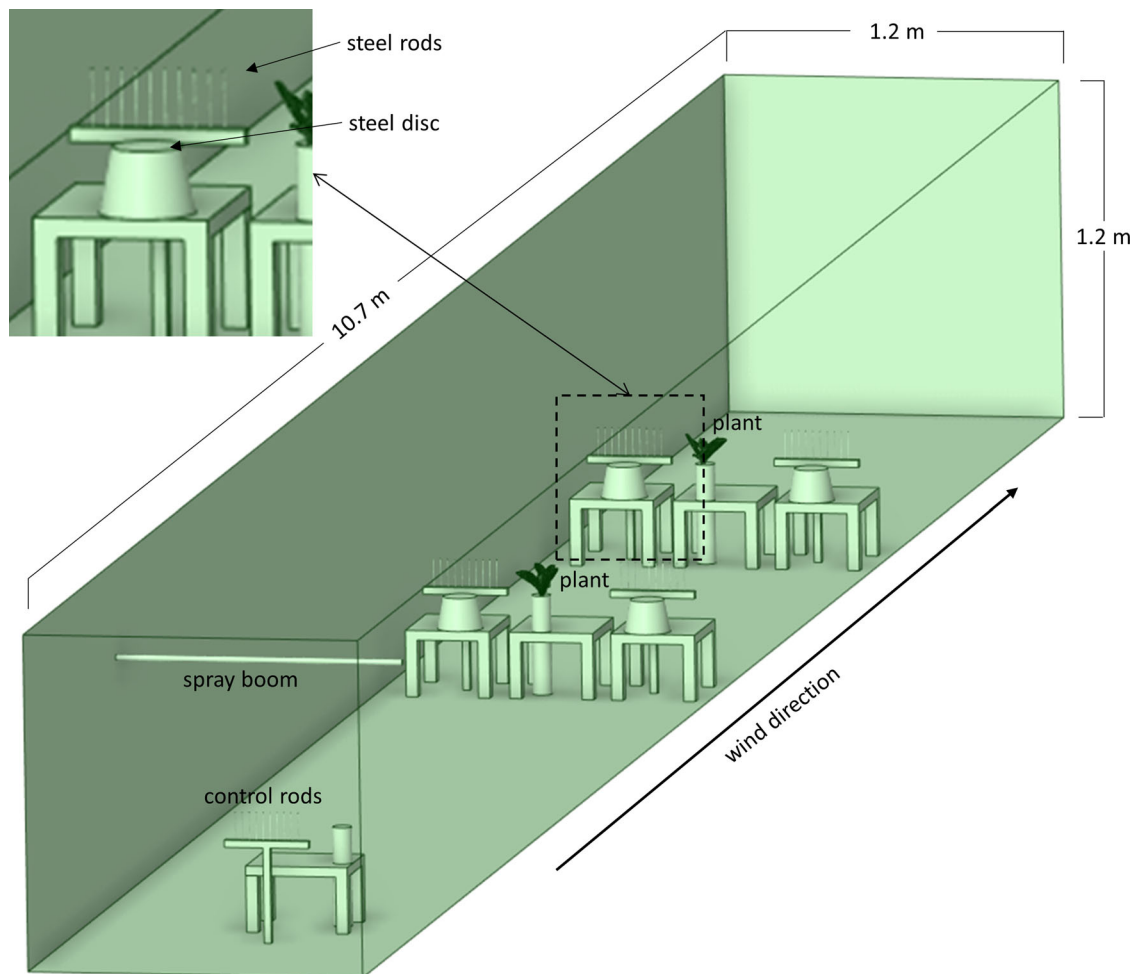 steel rods
steel disc
1.2 m
1.2 m
10.7 m
plant
plant
spray boom
wind direction
control rods